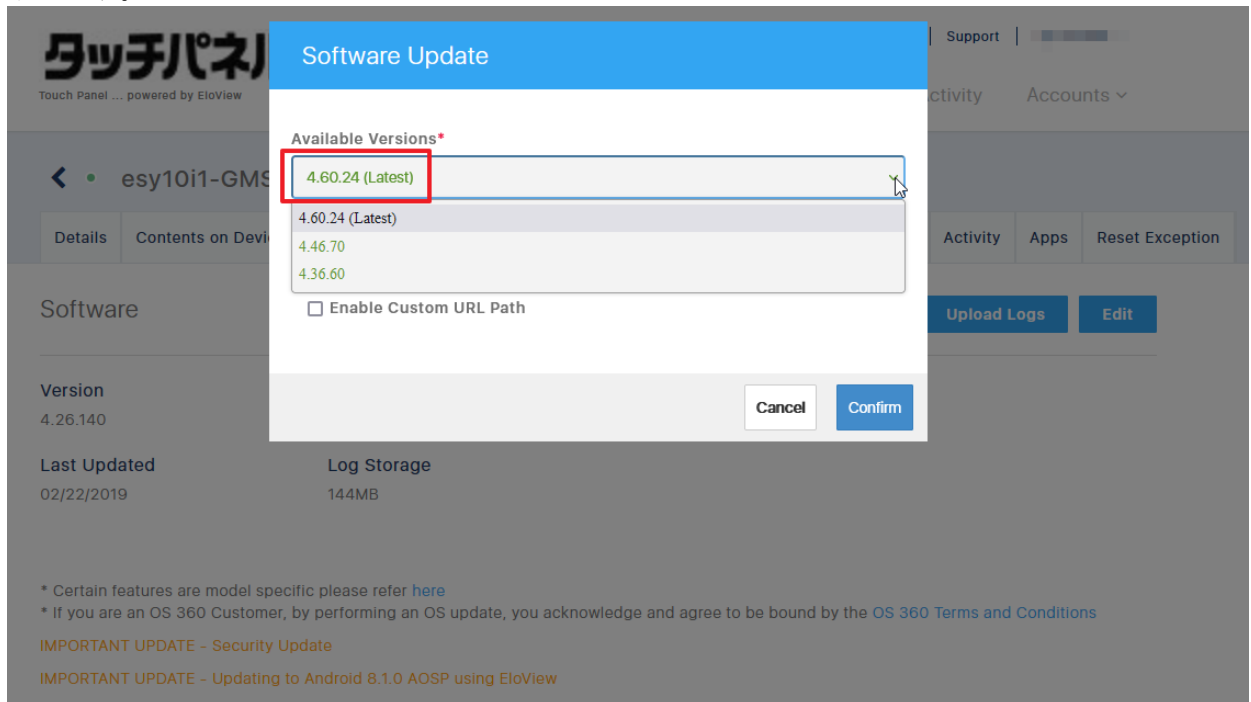 タッチパネル
Touch Panel ... powered by EloView
Software Update
Support
Activity
Accounts
Available Versions*
4.60.24 (Latest)
4.60.24 (Latest)
4.46.70
4.36.60
esy10i1-GMS
Details
Contents on Devi
Activity
Apps
Reset Exception
Enable Custom URL Path
Software
Upload Logs
Edit
Cancel
Confirm
Version
4.26.140
Last Updated
Log Storage
02/22/2019
144MB
* Certain features are model specific please refer here
* If you are an OS 360 Customer, by performing an OS update, you acknowledge and agree to be bound by the OS 360 Terms and Conditions
IMPORTANT UPDATE - Security Update
IMPORTANT UPDATE - Updating to Android 8.1.0 AOSP using EloView